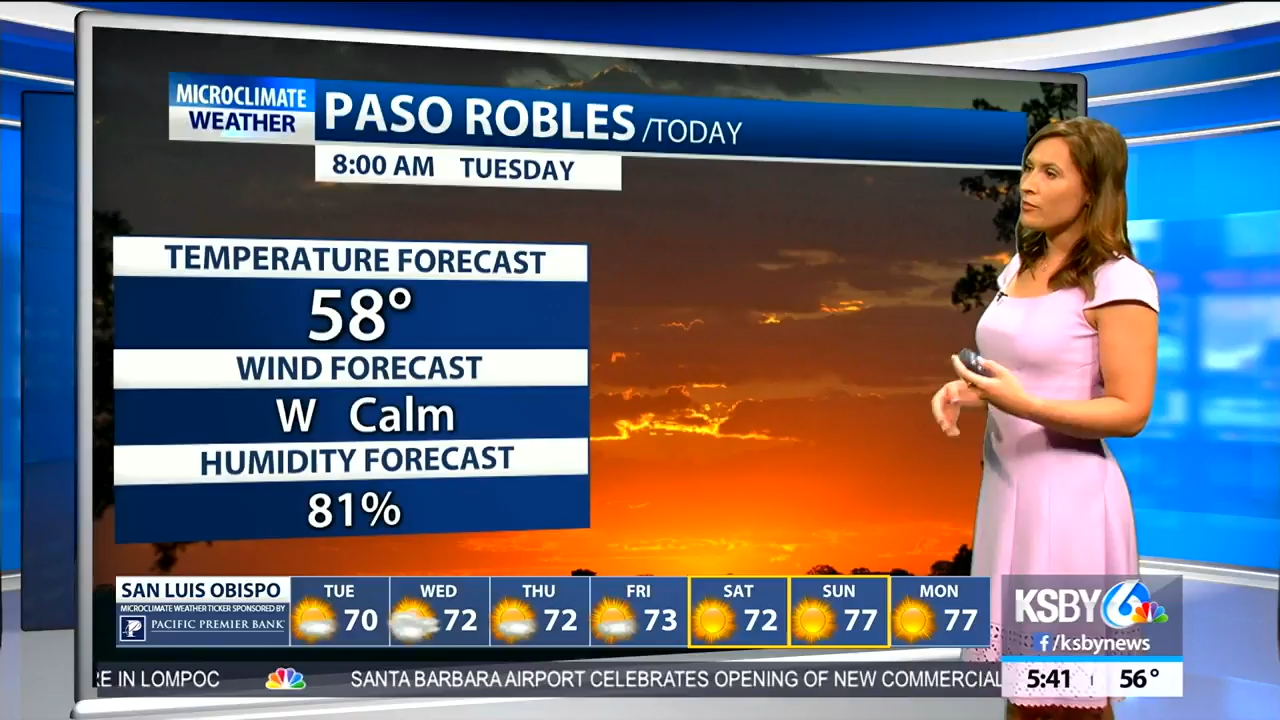 MICROCLIMATE
WEATHER
PASO ROBLES /TODAY
8:00 AM TUESDAY
TEMPERATURE FORECAST
58°
WIND FORECAST
W Calm
HUMIDITY FORECAST
81%
SAN LUIS OBISPO
MICROCLIMATE WEATHER TICKER SPONSORED BY
PACIFIC PREMIER BANK
TUE
70
WED
72
THU
72
FRI
73
SAT
72
SUN
77
MON
77
KSBY 6
f/ksbynews
E IN LOMPOC
SANTA BARBARA AIRPORT CELEBRATES OPENING OF NEW COMMERCIAL
5:41 56°